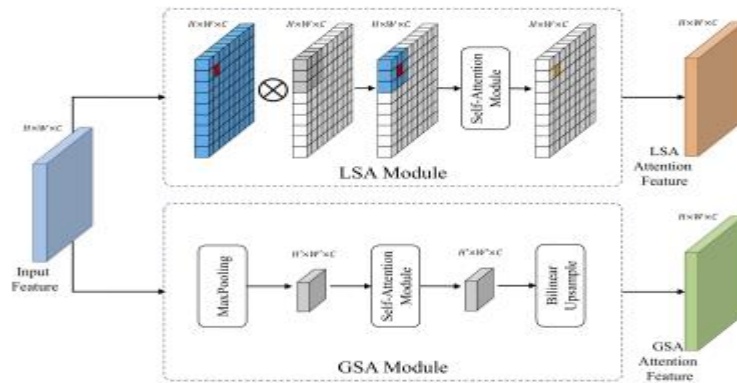 H×W×C
H×W×C
H×W×C
H×W×C
H×W×C
H×W×C
Self-Attention
Module
LSA Module
LSA
Attention
Feature
Input
Feature
H×W×C
MaxPooling
H'×W'×C
Self-Attention
Module
H'×W'×C
Bilinear
Upsample
GSA Module
GSA
Attention
Feature